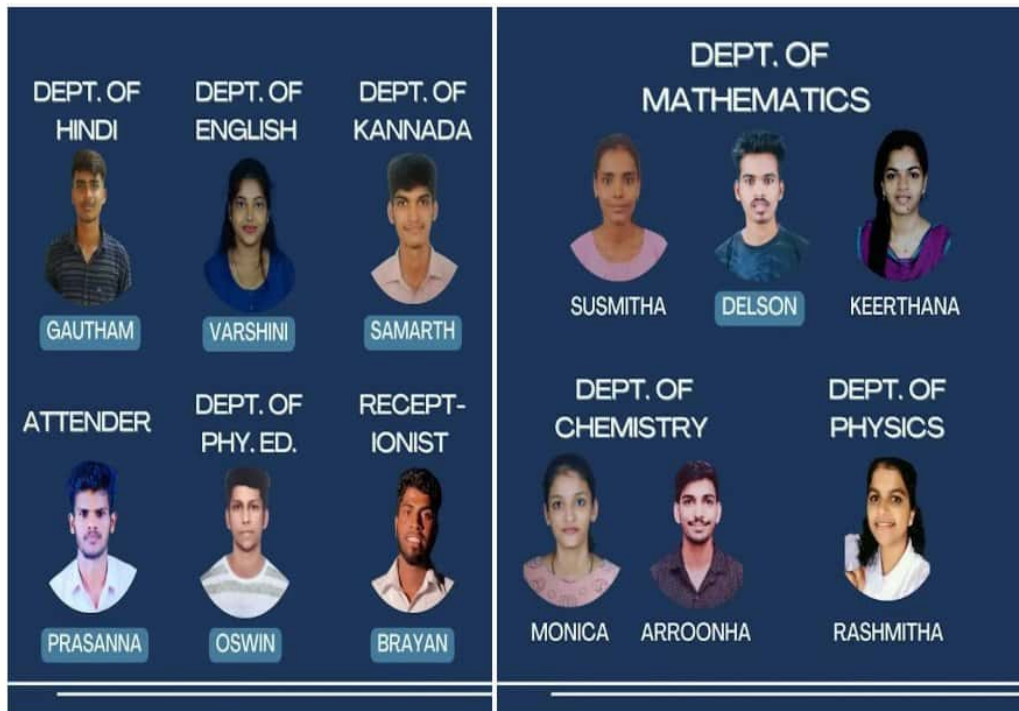 DEPT. OF
HINDI
GAUTHAM
DEPT. OF
ENGLISH
VARSHINI
DEPT. OF
KANNADA
SAMARTH
ATTENDER
PRASANNA
DEPT. OF
PHY. ED.
OSWIN
RECEPT-
IONIST
BRAYAN
DEPT. OF
MATHEMATICS
SUSMITHA
DELSON
KEERTHANA
DEPT. OF
CHEMISTRY
MONICA
ARROONHA
DEPT. OF
PHYSICS
RASHMITHA